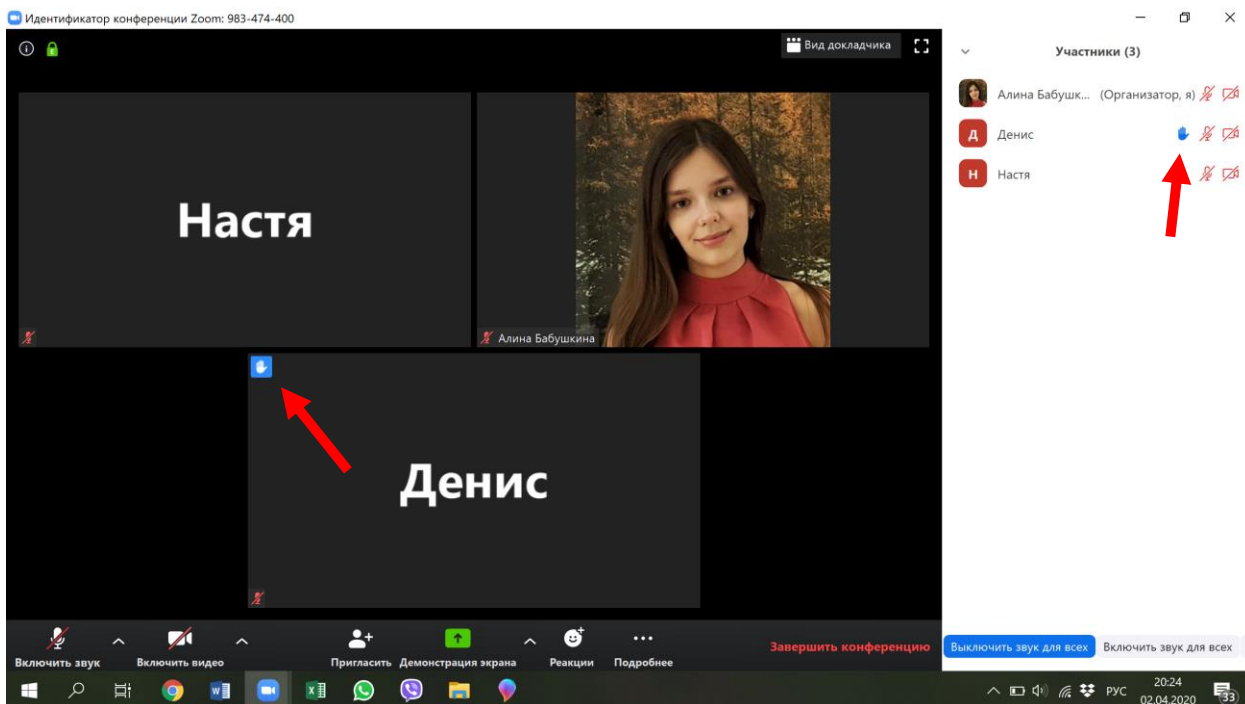 Идентификатор конференции Zoom: 983-474-400
Вид докладчика
Участники (3)
Алина Бабушк... (Организатор, я)
Д Денис
Н Настя
Настя
Алина Бабушкина
Денис
Включить звук
Включить видео
Пригласить
Демонстрация экрана
Реакции
Подробнее
Завершить конференцию
Выключить звук для всех
Включить звук для всех
РУС
20:24
02.04.2020
33